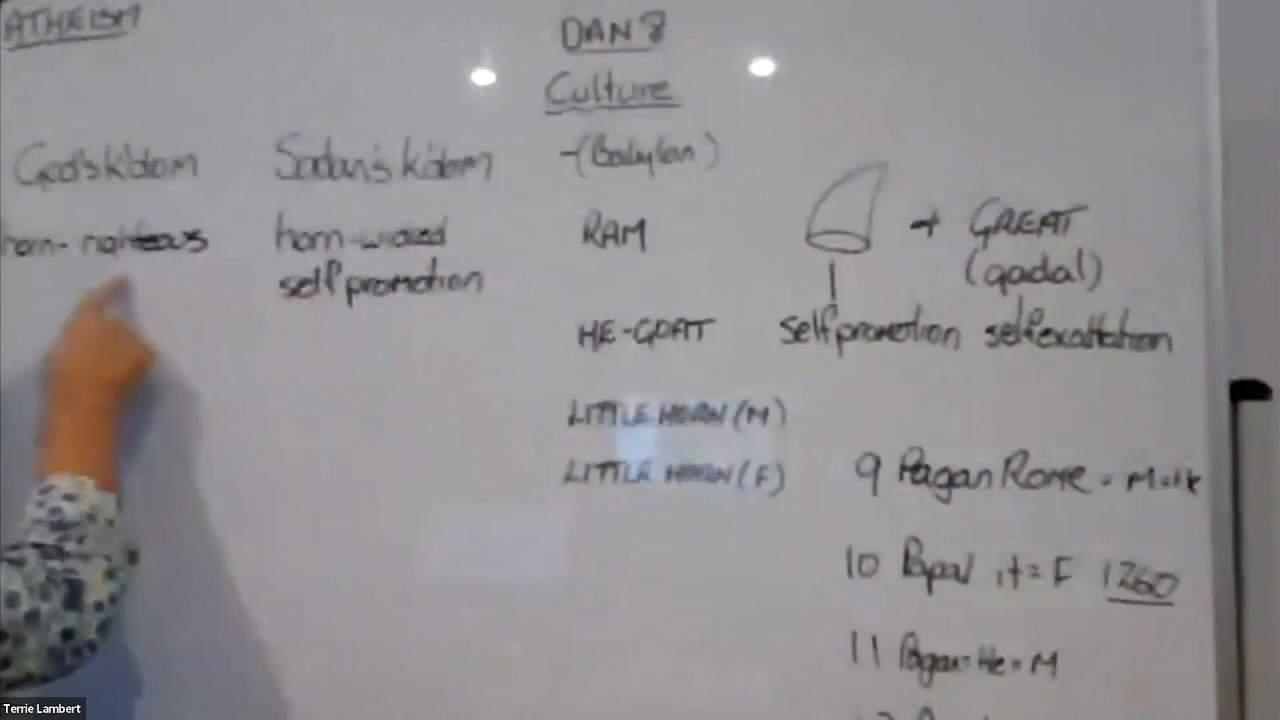 ATHEISM
DAN 8
Culture
God's k'dom Satan's k'dom -(Babylon)
horn- righteous horn-wicked RAM + GREAT
self promotion (gadal)
HE-GOAT self promotion self exaltation
LITTLE HORN (M)
LITTLE HORN (F) 9 Pagan Rome -
10 Papal it = F 1260
11 Pagan = He = M
Terrie Lambert